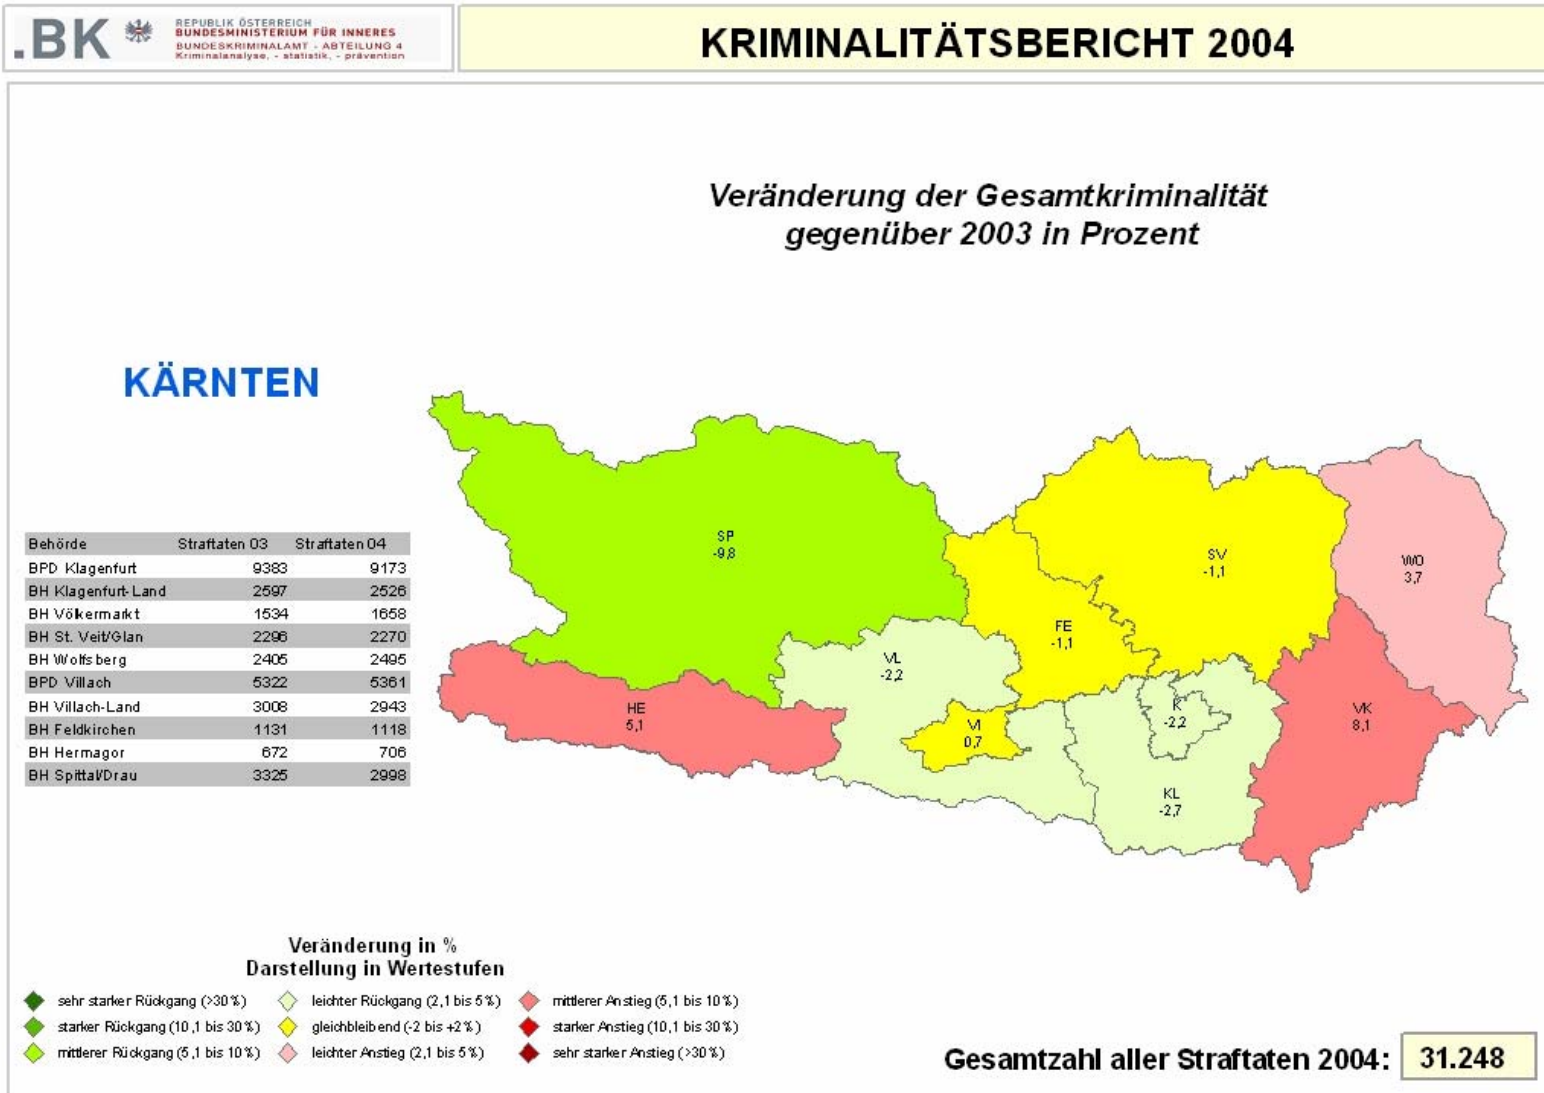 .BK
REPUBLIK ÖSTERREICH
BUNDESMINISTERIUM FÜR INNERES
BUNDESKRIMINALAMT - ABTEILUNG 4
Kriminalanalyse, - statistik, - prävention
KRIMINALITÄTSBERICHT 2004
Veränderung der Gesamtkriminalität
gegenüber 2003 in Prozent
KÄRNTEN
Behörde Straftaten 03 Straftaten 04
BPD Klagenfurt 9383 9173
BH Klagenfurt-Land 2597 2526
BH Völkermarkt 1534 1658
BH St. Veit/Glan 2296 2270
BH Wolfsberg 2405 2495
BPD Villach 5322 5361
BH Villach-Land 3008 2943
BH Feldkirchen 1131 1118
BH Hermagor 672 706
BH Spittal/Drau 3325 2998
SP
-9,8
SV
-1,1
WO
3,7
FE
-1,1
VL
-2,2
HE
5,1
VI
0,7
K
-2,2
VK
8,1
KL
-2,7
Veränderung in %
Darstellung in Wertestufen
sehr starker Rückgang (>30%) leichter Rückgang (2,1 bis 5%) mittlerer Anstieg (5,1 bis 10%)
starker Rückgang (10,1 bis 30%) gleichbleibend (-2 bis +2%) starker Anstieg (10,1 bis 30%)
mittlerer Rückgang (5,1 bis 10%) leichter Anstieg (2,1 bis 5%) sehr starker Anstieg (>30%)
Gesamtzahl aller Straftaten 2004: 31.248